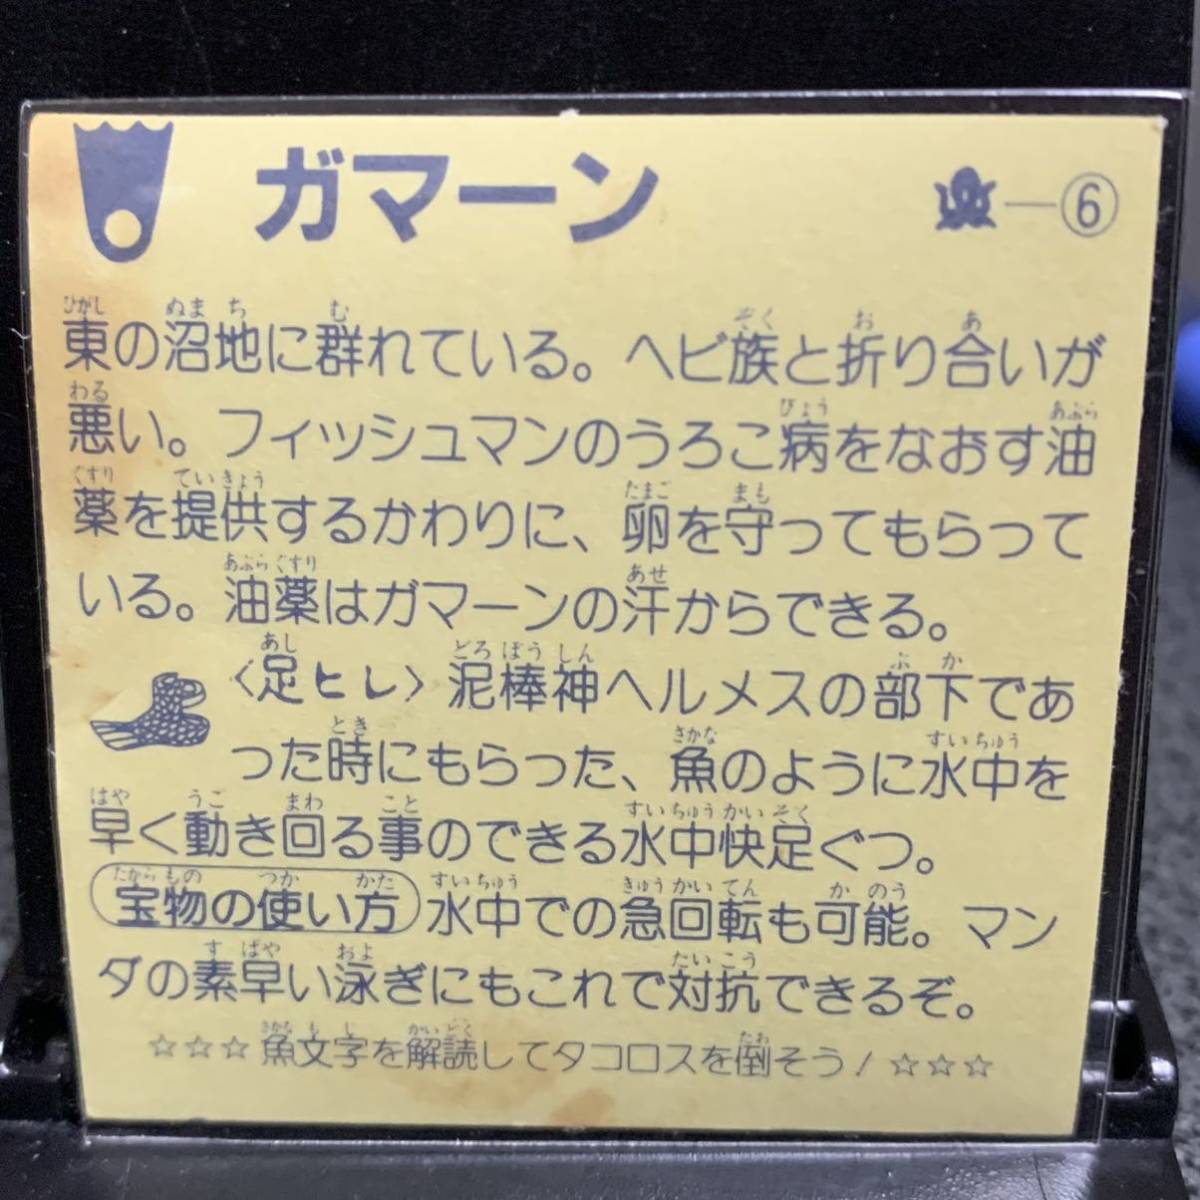 ガマーン
—⑥
東の沼地に群れている。ヘビ族と折り合いが
悪い。フィッシュマンのうろこ病をなおす油
薬を提供するかわりに、卵を守ってもらって
いる。油薬はガマーンの汗からできる。
〈足ヒレ〉泥棒神ヘルメスの部下であ
った時にもらった、魚のように水中を
早く動き回る事のできる水中快足ぐつ。
宝物の使い方 水中での急回転も可能。マン
ダの素早い泳ぎにもこれで対抗できるぞ。
☆☆☆魚文字を解読してタコロスを倒そう!☆☆☆